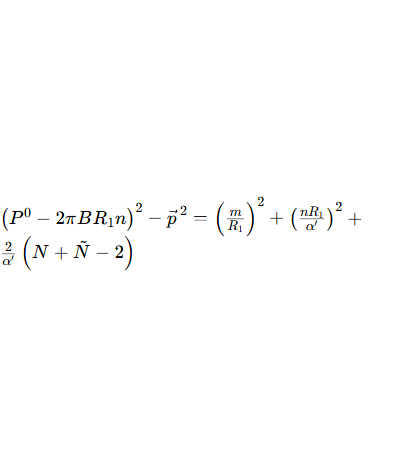 $\left(P^0 - 2\pi B R_1 n\right)^2 - \vec{p}^{\,2} = \left(\frac{m}{R_1}\right)^2 + \left(\frac{nR_1}{\alpha'}\right)^2 +$
$\frac{2}{\alpha'}\left(N + \tilde{N} - 2\right)$